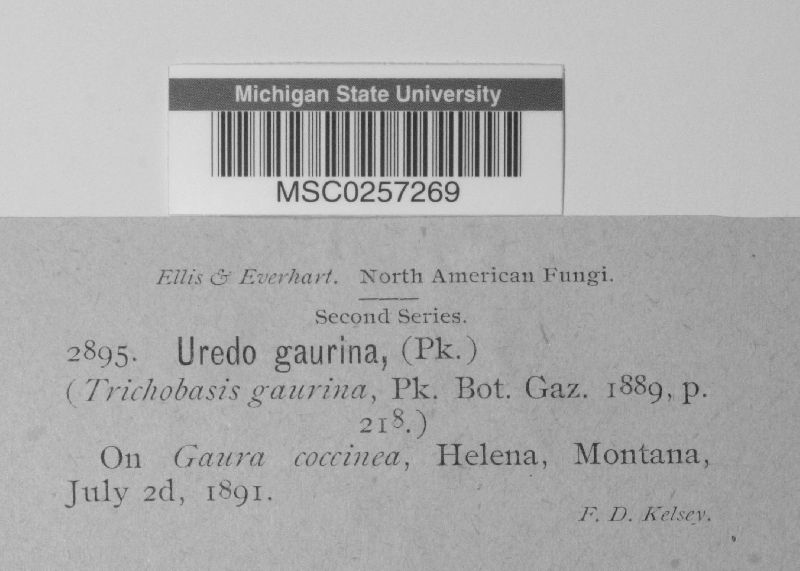 Michigan State University
MSC0257269
Ellis & Everhart. North American Fungi.
Second Series.
2895. Uredo gaurina, (Pk.)
(Trichobasis gaurina, Pk. Bot. Gaz. 1889, p.
218.)
On Gaura coccinea, Helena, Montana,
July 2d, 1891.
F. D. Kelsey.